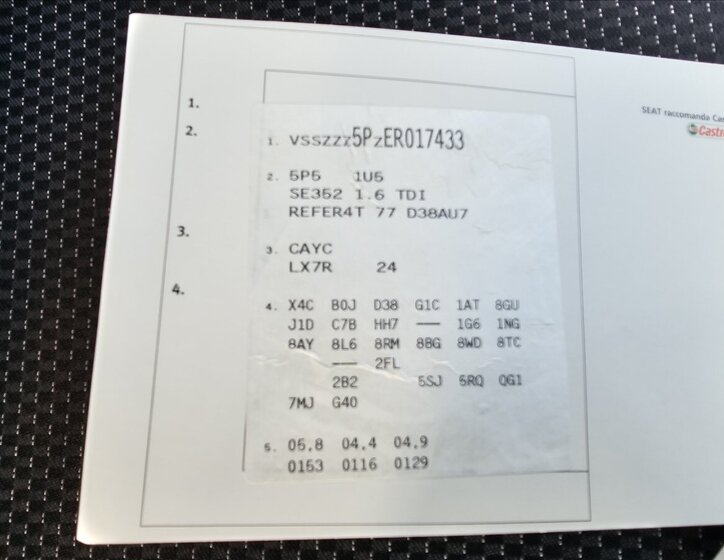 1.
2.
3.
4.
SEAT raccomanda
Castr
1. VSSZZZ5PZER017433
2. 5P5 1U5
SE352 1.6 TDI
REFER4T 77 D38AU7
3. CAYC
LX7R 24
4. X4C B0J D38 G1C 1AT 8GU
J1D C7B HH7 —— 1G6 1NG
8AY 8L6 8RM 8BG 8WD 8TC
—— 2FL
2B2 5SJ 5RQ QG1
7MJ G40
5. 05.8 04.4 04.9
0153 0116 0129